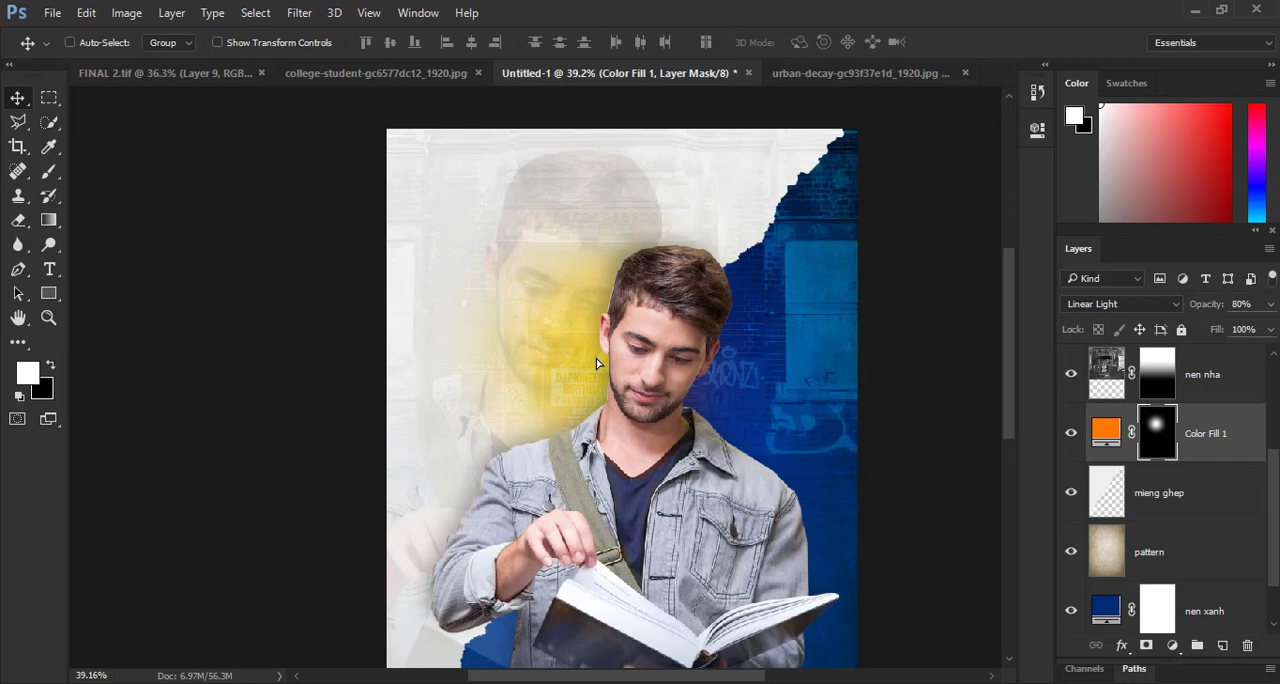 Ps File Edit Image Layer Type Select Filter 3D View Window Help
Auto-Select: Group Show Transform Controls 3D Mode: Essentials
FINAL 2.tif @ 36.3% (Layer 9, RGB... × college-student-gc6577dc12_1920.jpg × Untitled-1 @ 39.2% (Color Fill 1, Layer Mask/8) * × urban-decay-gc93f37e1d_1920.jpg ... ×
Color Swatches
Layers
Kind
Linear Light Opacity: 80%
Lock: Fill: 100%
nen nha
Color Fill 1
mieng ghep
pattern
nen xanh
fx
Channels Paths
39.16% Doc: 6.97M/56.3M